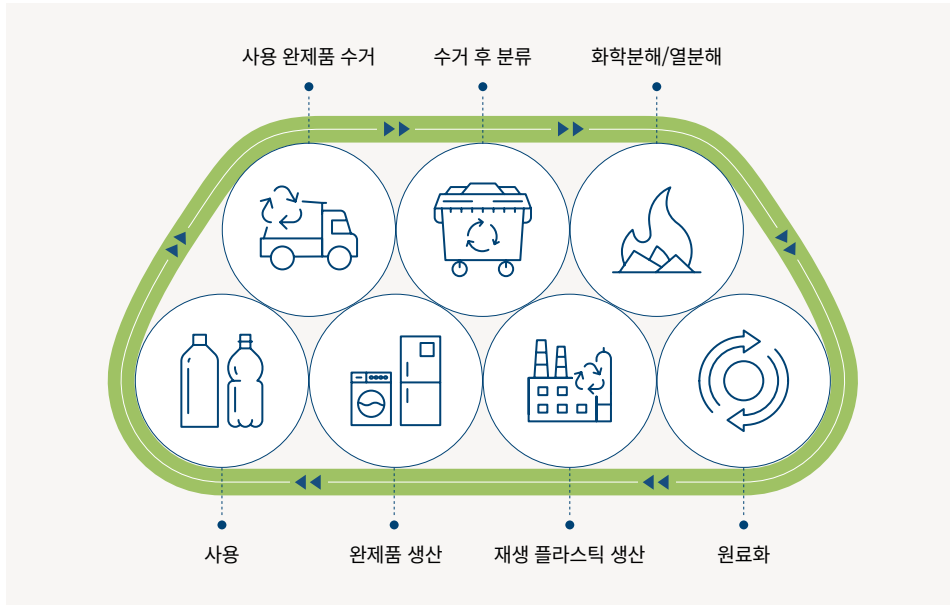 사용 완제품 수거
수거 후 분류
화학분해/열분해
사용
완제품 생산
재생 플라스틱 생산
원료화